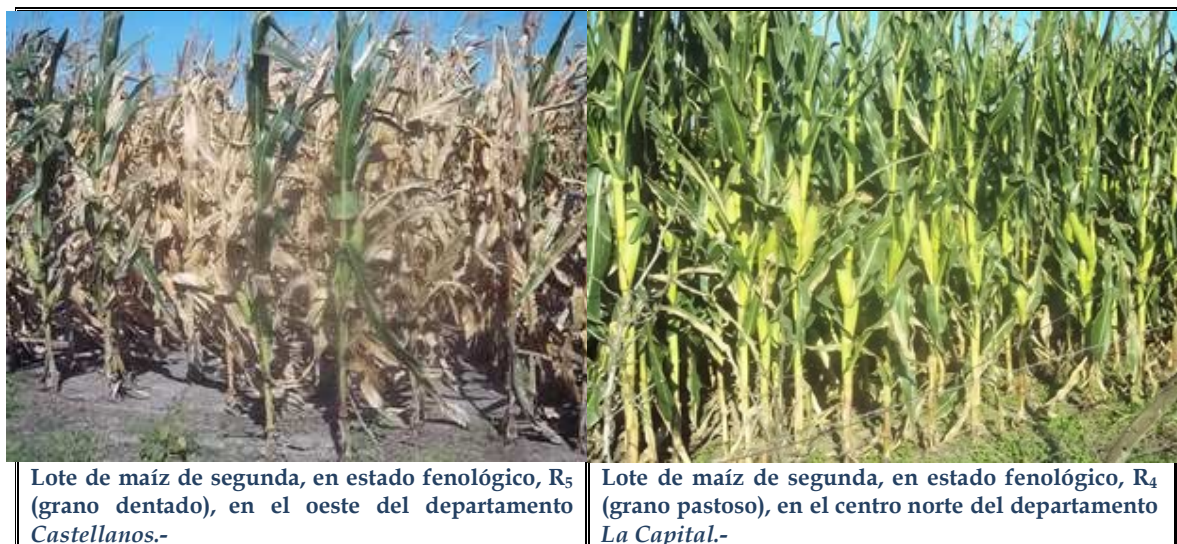 Lote de maíz de segunda, en estado fenológico, R₅
(grano dentado), en el oeste del departamento
Castellanos.-
Lote de maíz de segunda, en estado fenológico, R₄
(grano pastoso), en el centro norte del departamento
La Capital.-